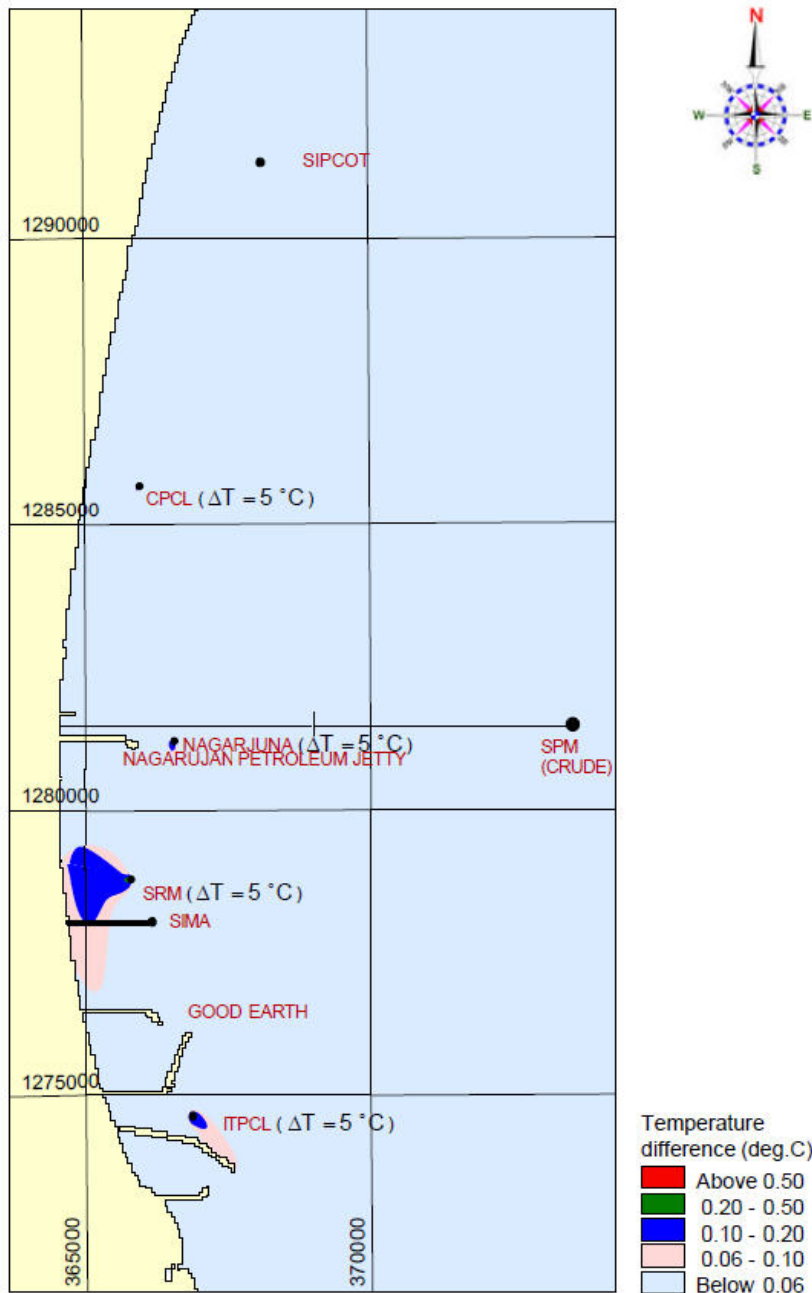 N
W
E
S
SIPCOT
1290000
CPCL (ΔT = 5 °C)
1285000
NAGARJUNA (ΔT = 5 °C)
NAGARUJAN PETROLEUM JETTY
SPM
(CRUDE)
1280000
SRM (ΔT = 5 °C)
SIMA
GOOD EARTH
1275000
ITPCL (ΔT = 5 °C)
365000
370000
Temperature
difference (deg.C)
Above 0.50
0.20 - 0.50
0.10 - 0.20
0.06 - 0.10
Below 0.06